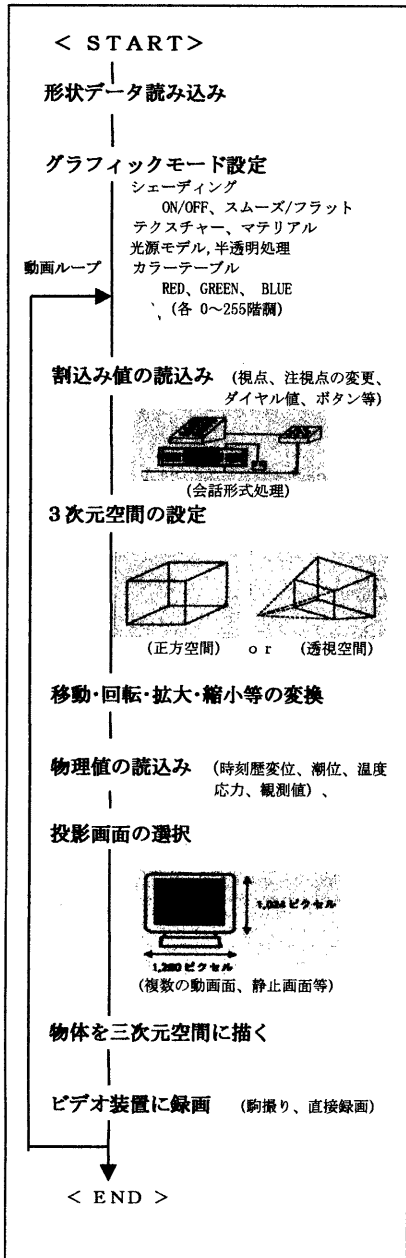 < START >
形状データ読み込み
グラフィックモード設定
シェーディング
ON/OFF、スムーズ/フラット
テクスチャー、マテリアル
光源モデル,半透明処理
動画ループ
カラーテーブル
RED、GREEN、BLUE
(各 0〜255階調)
割込み値の読込み (視点、注視点の変更、
ダイヤル値、ボタン等)
(会話形式処理)
3次元空間の設定
(正方空間) or (透視空間)
移動・回転・拡大・縮小等の変換
物理値の読込み (時刻歴変位、潮位、温度
応力、観測値)、
投影画面の選択
1,024 ピクセル
1,280 ピクセル
(複数の動画面、静止画面等)
物体を三次元空間に描く
ビデオ装置に録画 (駒撮り、直接録画)
< END >